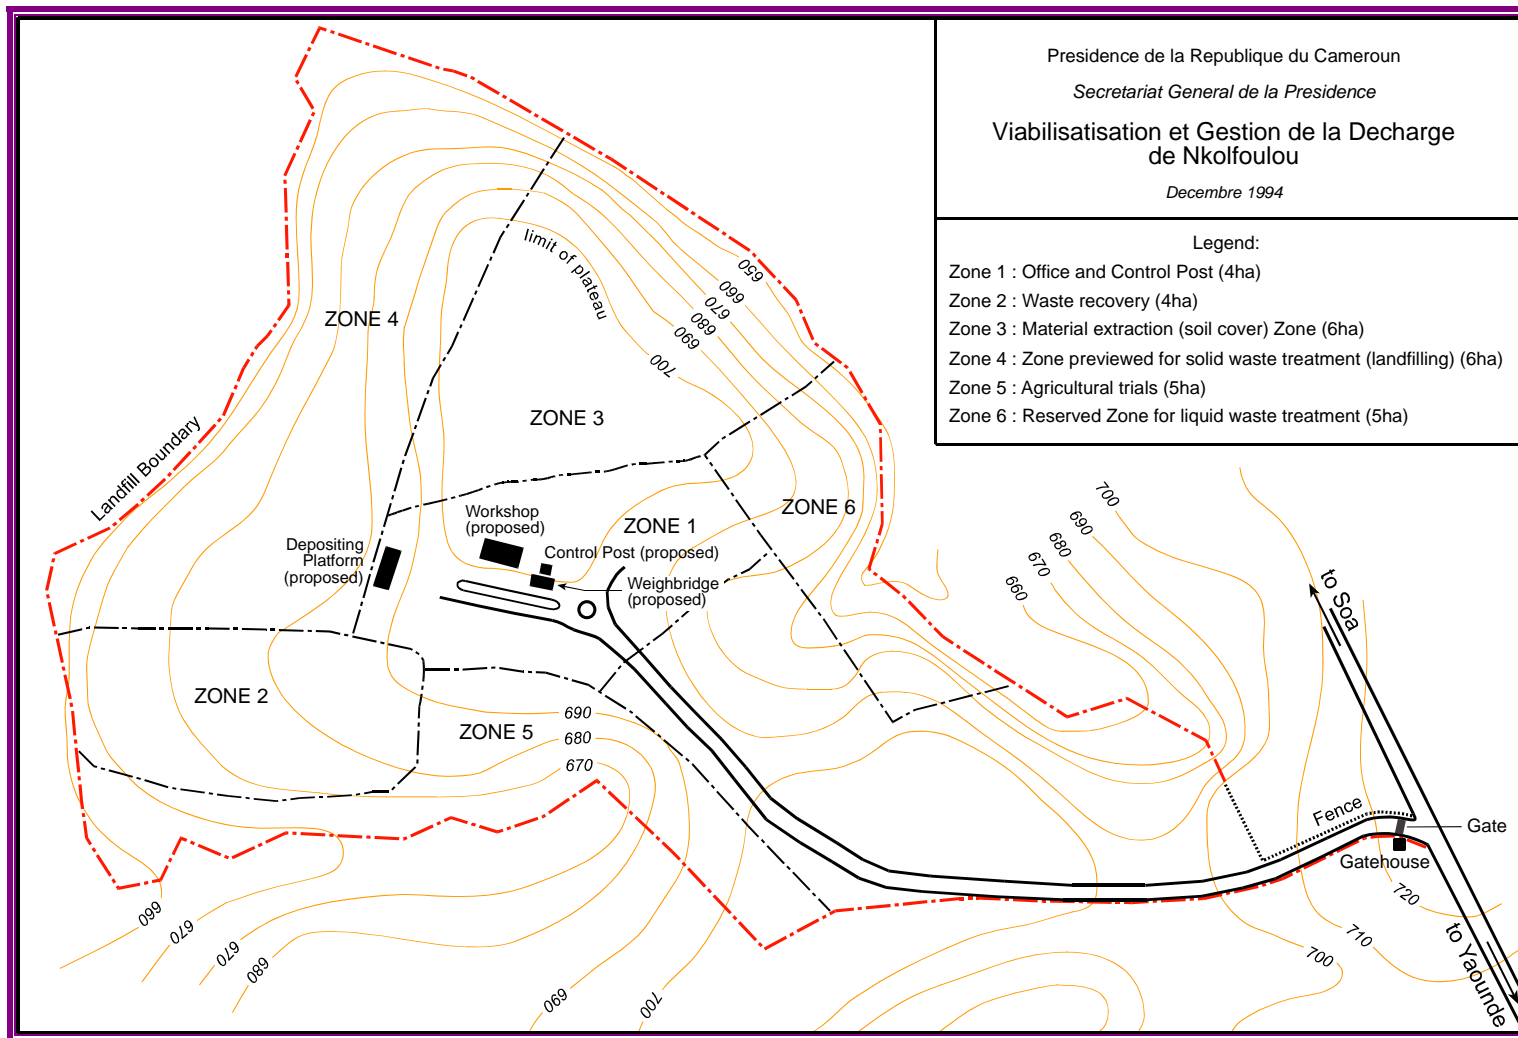 Presidence de la Republique du Cameroun
Secretariat General de la Presidence
Viabilisatisation et Gestion de la Decharge
de Nkolfoulou
Decembre 1994
Legend:
Zone 1 : Office and Control Post (4ha)
Zone 2 : Waste recovery (4ha)
Zone 3 : Material extraction (soil cover) Zone (6ha)
Zone 4 : Zone previewed for solid waste treatment (landfilling) (6ha)
Zone 5 : Agricultural trials (5ha)
Zone 6 : Reserved Zone for liquid waste treatment (5ha)
limit of plateau
650
660
670
680
690
700
ZONE 4
ZONE 3
Landfill Boundary
ZONE 6
ZONE 1
Workshop
(proposed)
Depositing
Platform
(proposed)
Control Post (proposed)
Weighbridge
(proposed)
700
690
680
670
660
to Soa
ZONE 2
ZONE 5
690
680
670
Fence
Gate
Gatehouse
720
710
700
to Yaounde
660
670
670
680
690
700